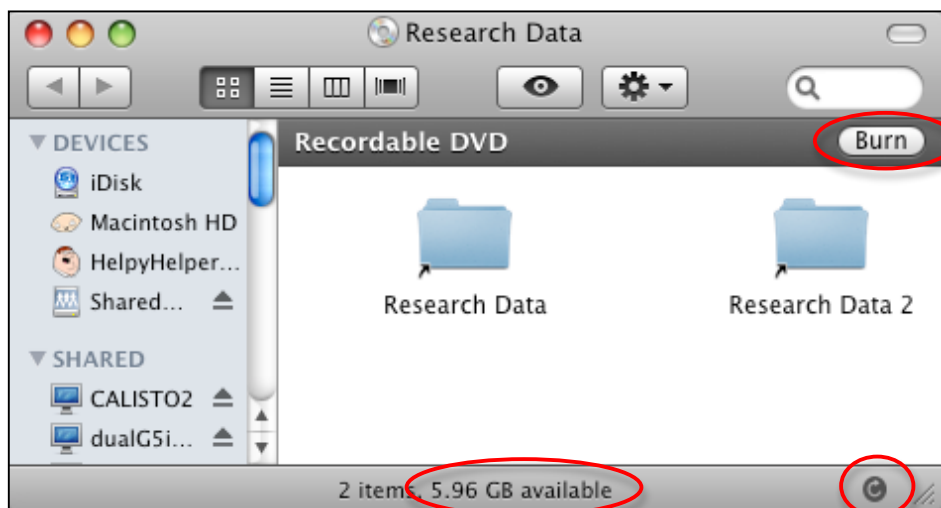 Research Data
DEVICES
iDisk
Macintosh HD
HelpyHelper...
Shared...
SHARED
CALISTO2
dualG5i...
Recordable DVD
Burn
Research Data
Research Data 2
2 items, 5.96 GB available